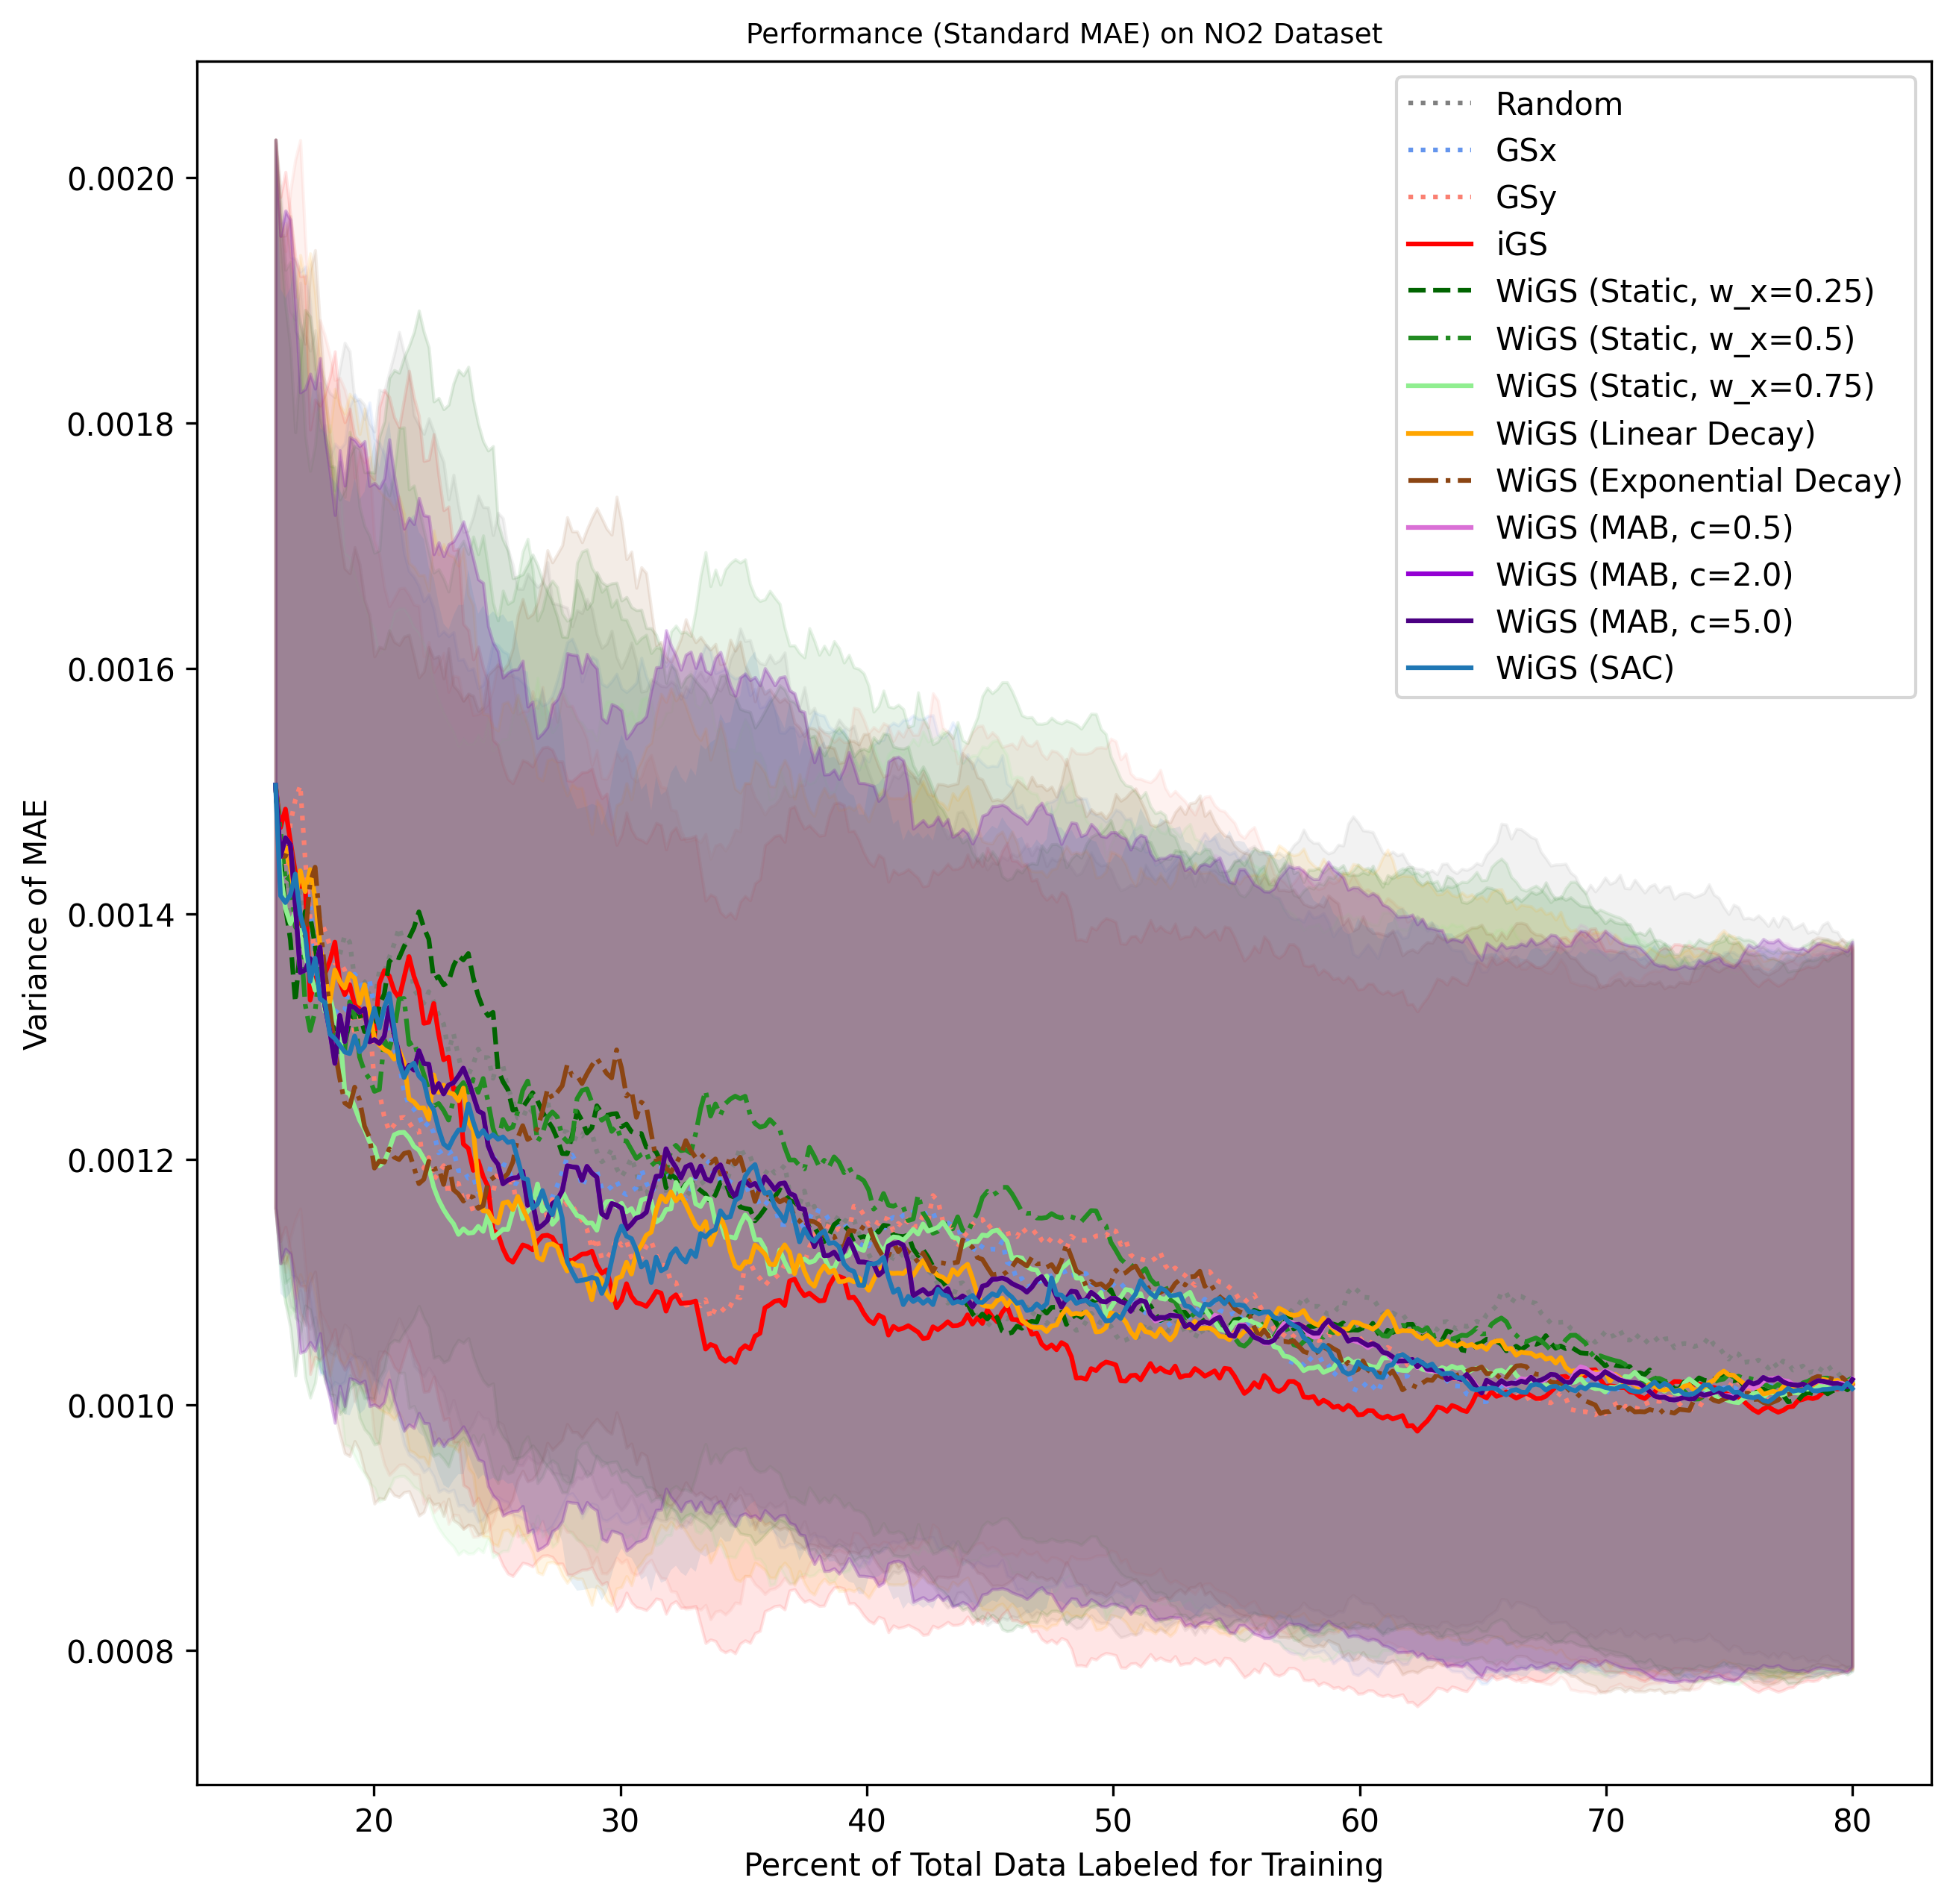 Performance (Standard MAE) on NO2 Dataset
Random
GSx
GSy
iGS
WiGS (Static, w_x=0.25)
WiGS (Static, w_x=0.5)
WiGS (Static, w_x=0.75)
WiGS (Linear Decay)
WiGS (Exponential Decay)
WiGS (MAB, c=0.5)
WiGS (MAB, c=2.0)
WiGS (MAB, c=5.0)
WiGS (SAC)
Variance of MAE
0.0020
0.0018
0.0016
0.0014
0.0012
0.0010
0.0008
20 30 40 50 60 70 80
Percent of Total Data Labeled for Training